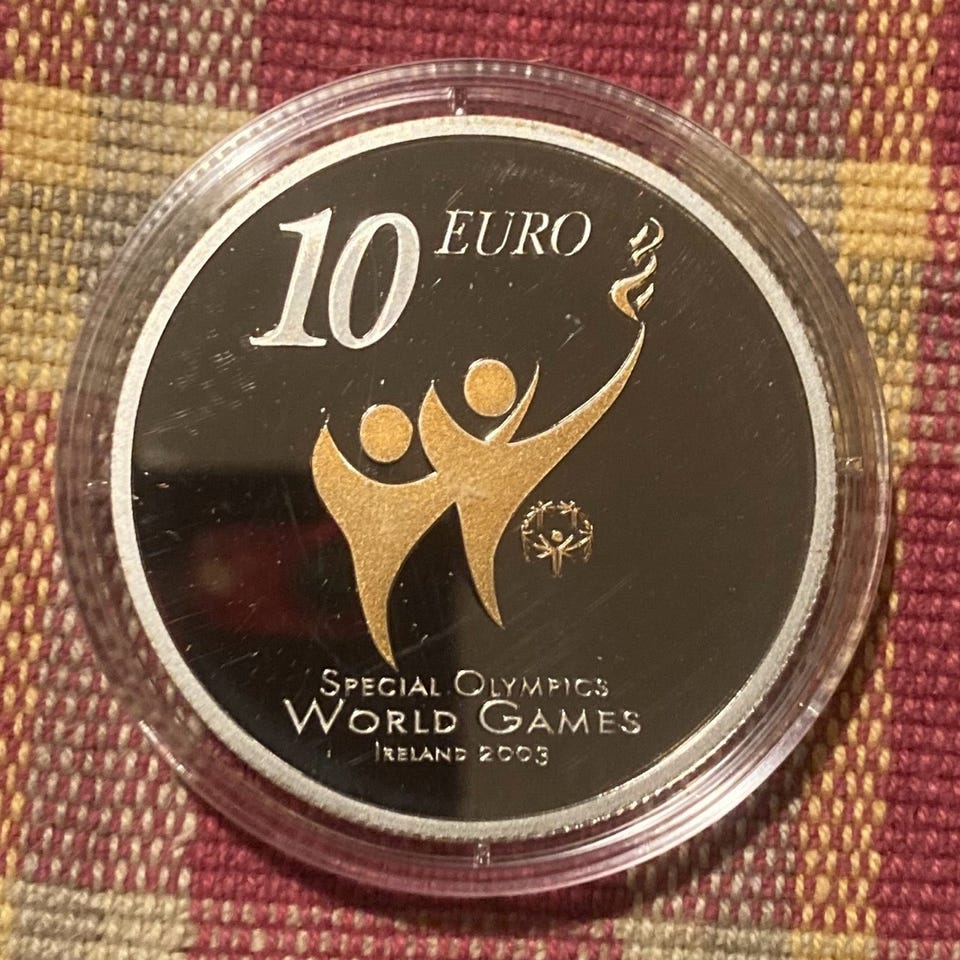 10 EURO
SPECIAL OLYMPICS
WORLD GAMES
IRELAND 2003